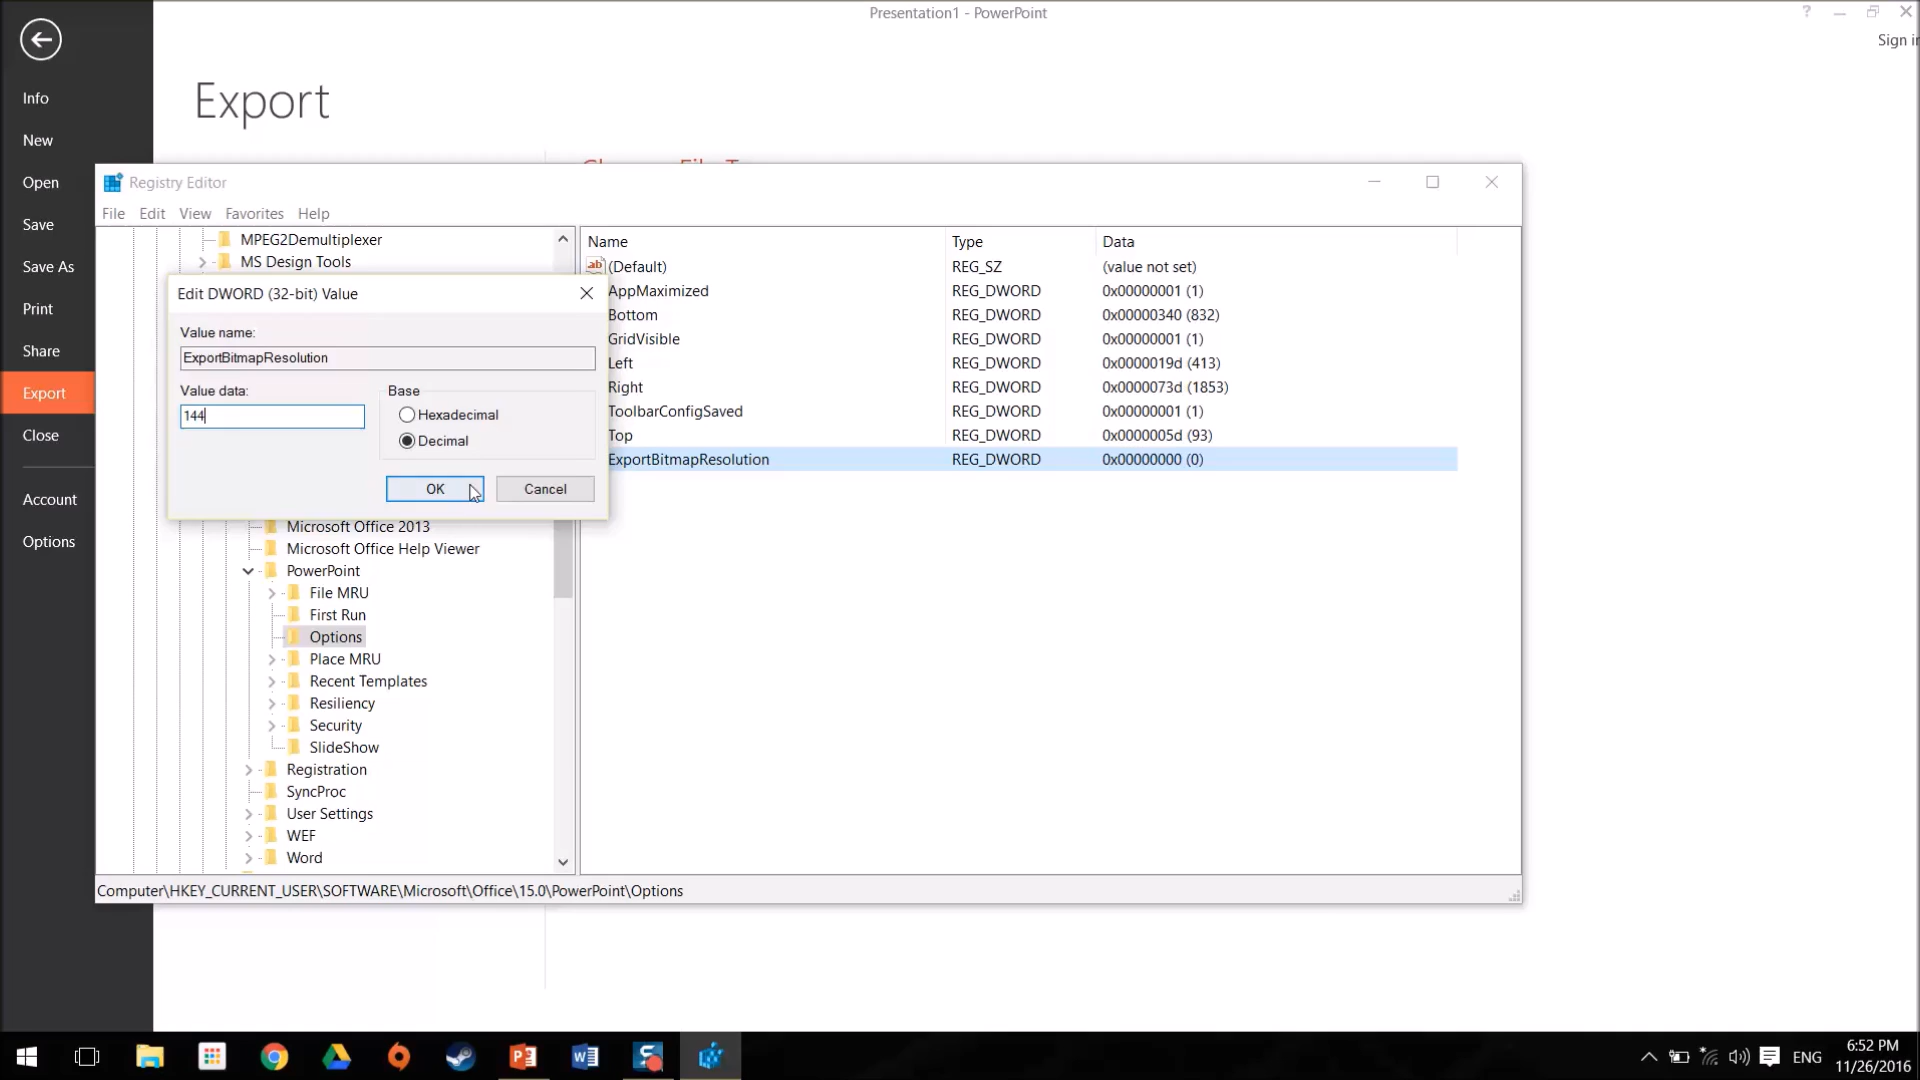 Presentation1 - PowerPoint
?
Sign in
Export
Info
New
Open
Save
Save As
Print
Share
Export
Close
Account
Options
Registry Editor
File Edit View Favorites Help
MPEG2Demultiplexer
MS Design Tools
Edit DWORD (32-bit) Value
Value name:
ExportBitmapResolution
Value data:
144
Base
Hexadecimal
Decimal
OK
Cancel
Microsoft Office 2013
Microsoft Office Help Viewer
PowerPoint
File MRU
First Run
Options
Place MRU
Recent Templates
Resiliency
Security
SlideShow
Registration
SyncProc
User Settings
WEF
Word
Name Type Data
ab (Default) REG_SZ (value not set)
AppMaximized REG_DWORD 0x00000001 (1)
Bottom REG_DWORD 0x00000340 (832)
GridVisible REG_DWORD 0x00000001 (1)
Left REG_DWORD 0x0000019d (413)
Right REG_DWORD 0x0000073d (1853)
ToolbarConfigSaved REG_DWORD 0x00000001 (1)
Top REG_DWORD 0x0000005d (93)
ExportBitmapResolution REG_DWORD 0x00000000 (0)
Computer\HKEY_CURRENT_USER\SOFTWARE\Microsoft\Office\15.0\PowerPoint\Options
ENG
6:52 PM
11/26/2016